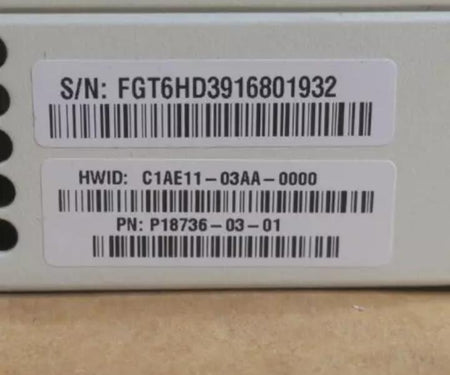 S/N: FGT6HD3916801932
HWID: C1AE11-03AA-0000
PN: P18736-03-01